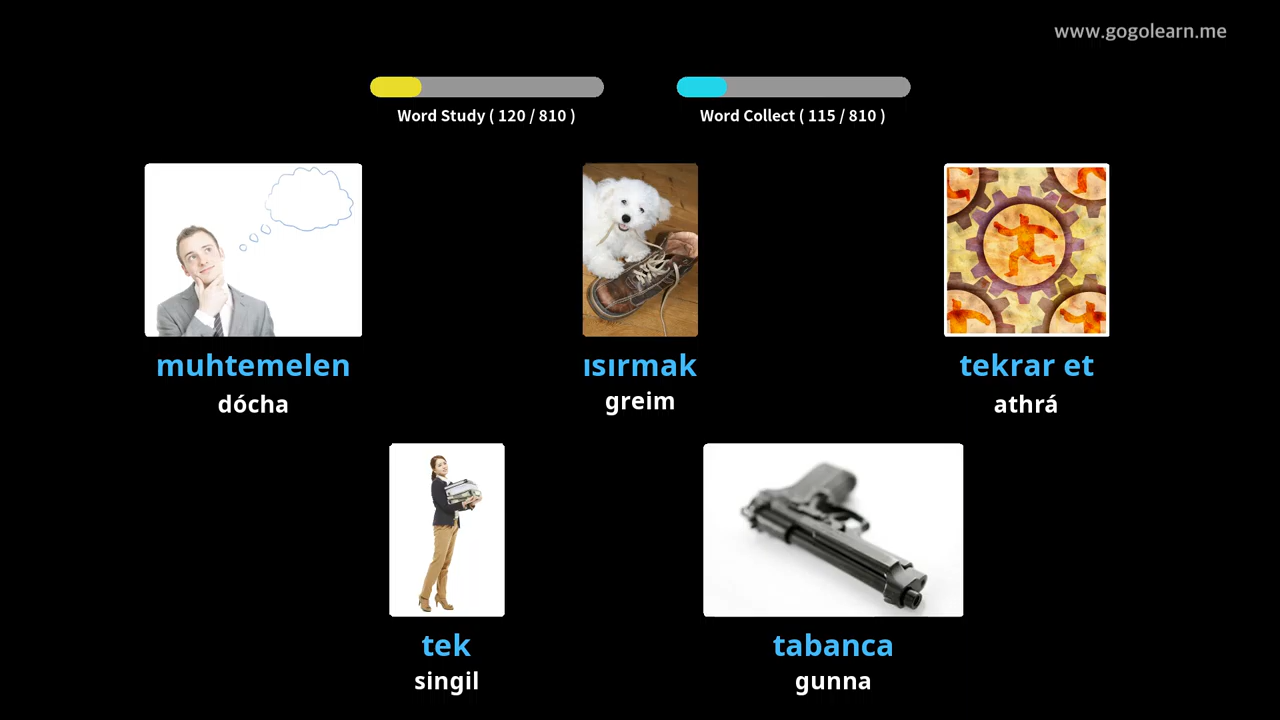 www.gogolearn.me
Word Study ( 120 / 810 )
Word Collect ( 115 / 810 )
muhtemelen
dócha
ısırmak
greim
tekrar et
athrá
tek
singil
tabanca
gunna